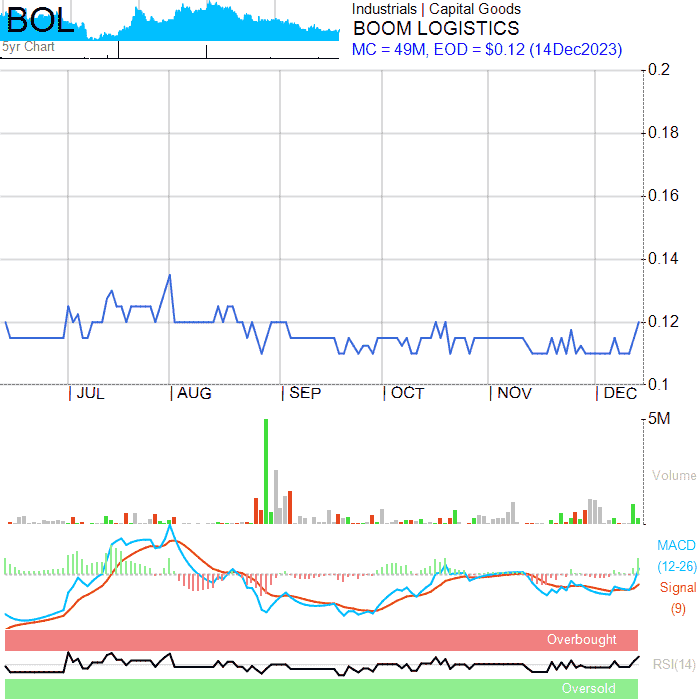 BOL
5yr Chart
Industrials | Capital Goods
BOOM LOGISTICS
MC = 49M, EOD = $0.12 (14Dec2023)
0.2
0.18
0.16
0.14
0.12
0.1
JUL AUG SEP OCT NOV DEC
5M
Volume
MACD
(12-26)
Signal
(9)
Overbought
RSI(14)
Oversold